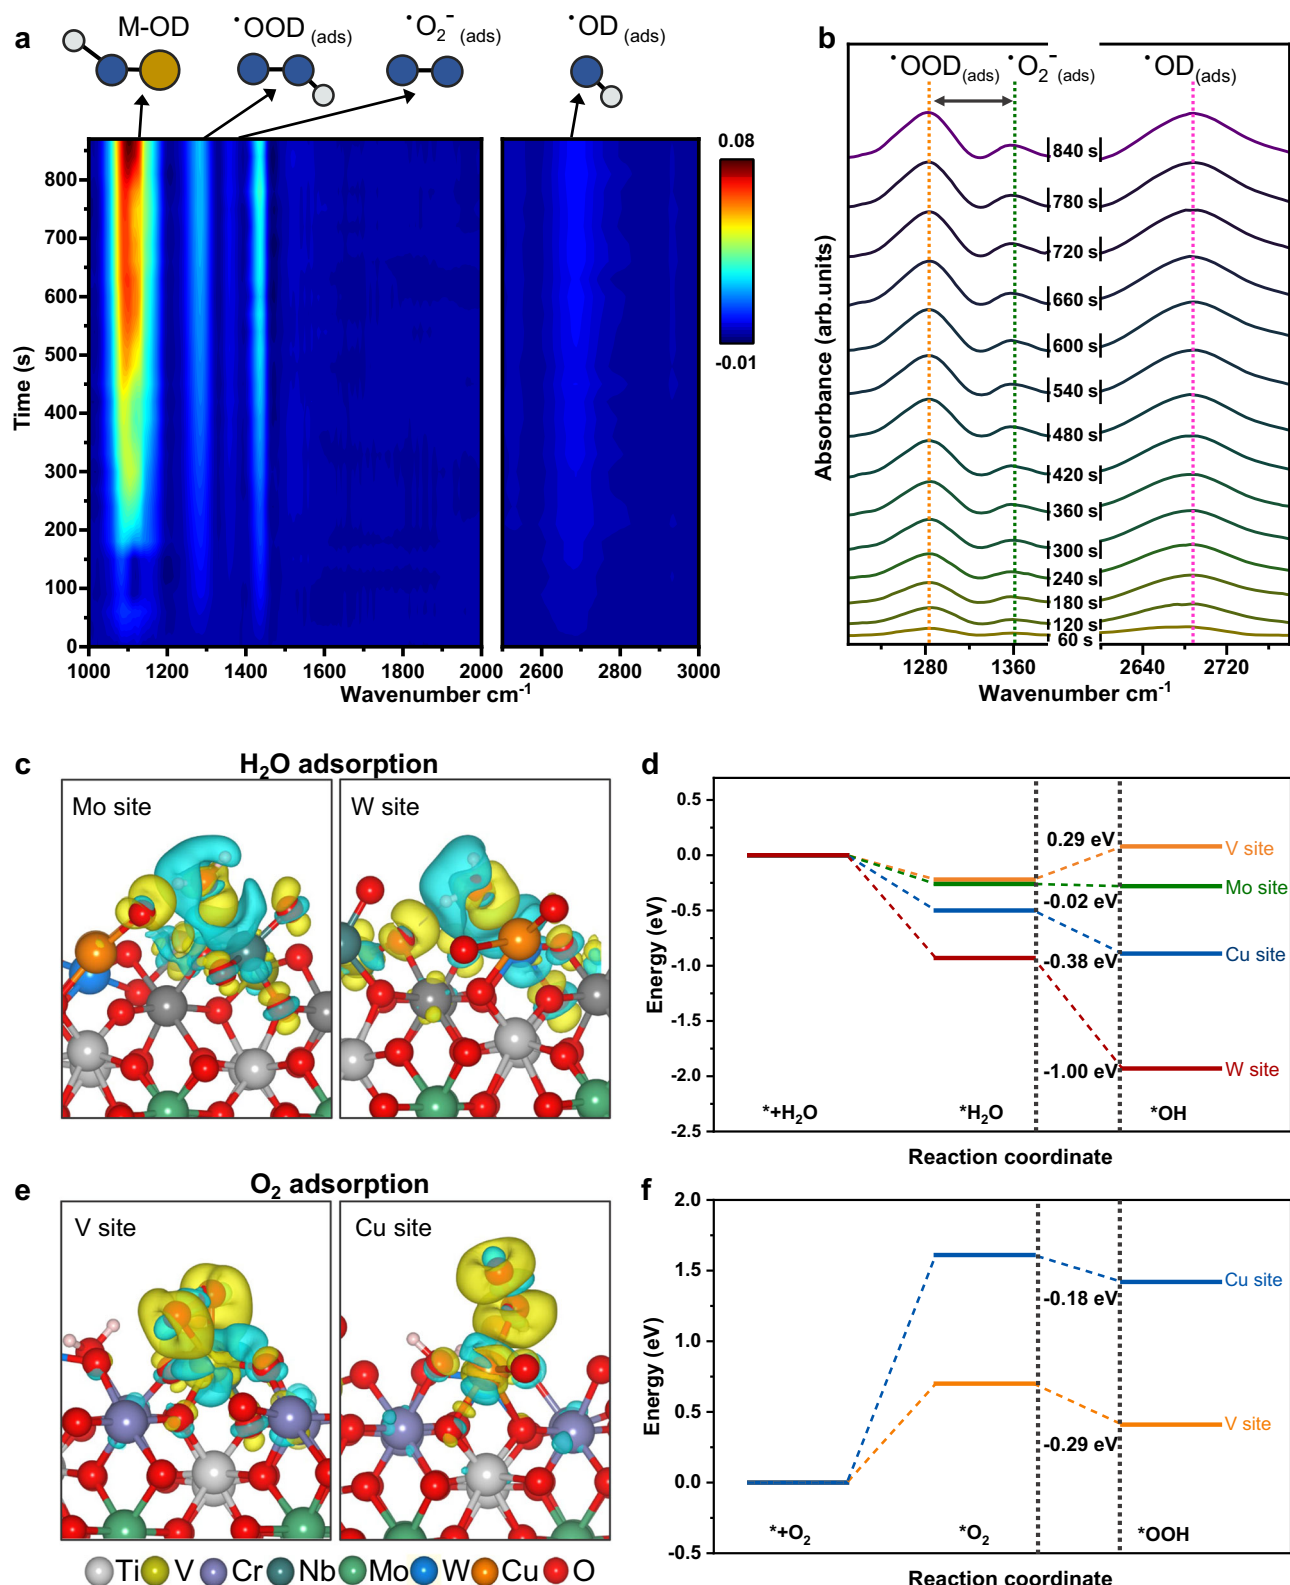 a
M-OD
•OOD (ads)
•O₂⁻ (ads)
•OD (ads)
0.08
-0.01
Time (s)
800
700
600
500
400
300
200
100
0
1000 1200 1400 1600 1800 2000 2600 2800 3000
Wavenumber cm⁻¹
b
•OOD(ads) •O₂⁻(ads) •OD(ads)
Absorbance (arb.units)
840 s
780 s
720 s
660 s
600 s
540 s
480 s
420 s
360 s
300 s
240 s
180 s
120 s
60 s
1280 1360 2640 2720
Wavenumber cm⁻¹
c
H₂O adsorption
Mo site
W site
d
Energy (eV)
0.5
0.0
-0.5
-1.0
-1.5
-2.0
-2.5
0.29 eV
-0.02 eV
-0.38 eV
-1.00 eV
V site
Mo site
Cu site
W site
*+H₂O *H₂O *OH
Reaction coordinate
e
O₂ adsorption
V site
Cu site
Ti V Cr Nb Mo W Cu O
f
Energy (eV)
2.0
1.5
1.0
0.5
0.0
-0.5
Cu site
-0.18 eV
V site
-0.29 eV
*+O₂ *O₂ *OOH
Reaction coordinate